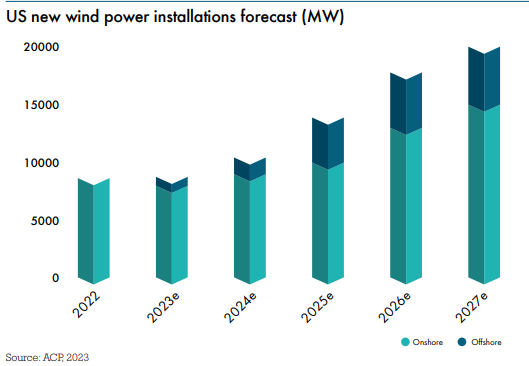 US new wind power installations forecast (MW)
20000
15000
10000
5000
0
2022
2023e
2024e
2025e
2026e
2027e
Onshore
Offshore
Source: ACP, 2023